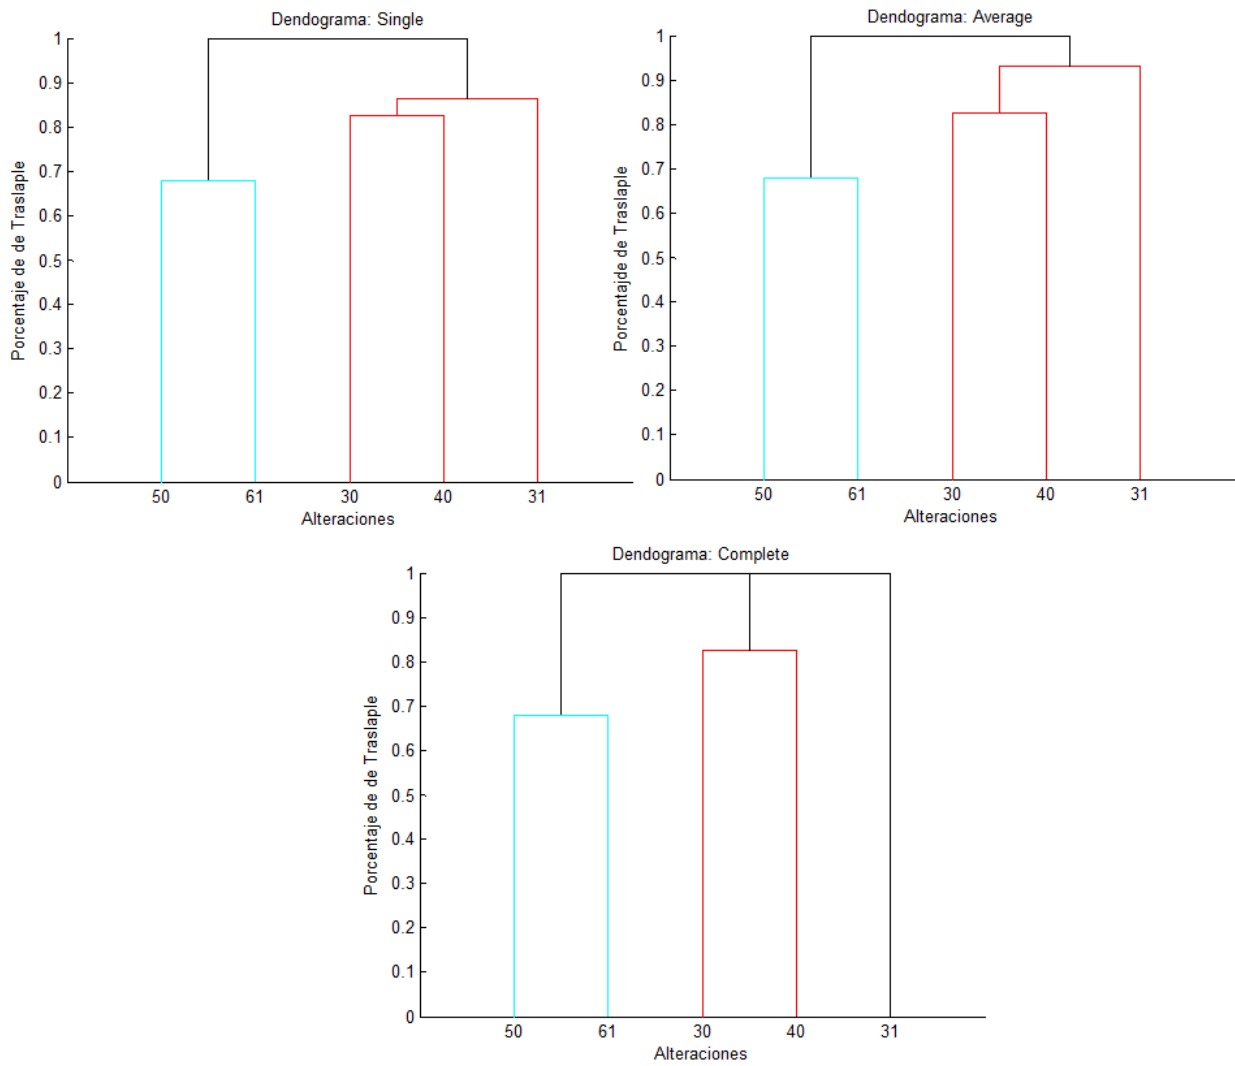 Dendograma: Single
1
0.9
0.8
0.7
0.6
0.5
0.4
0.3
0.2
0.1
0
Porcentaje de de Traslaple
50 61 30 40 31
Alteraciones
Dendograma: Average
1
0.9
0.8
0.7
0.6
0.5
0.4
0.3
0.2
0.1
0
Porcentajde de Traslaple
50 61 30 40 31
Alteraciones
Dendograma: Complete
1
0.9
0.8
0.7
0.6
0.5
0.4
0.3
0.2
0.1
0
Porcentaje de de Traslaple
50 61 30 40 31
Alteraciones